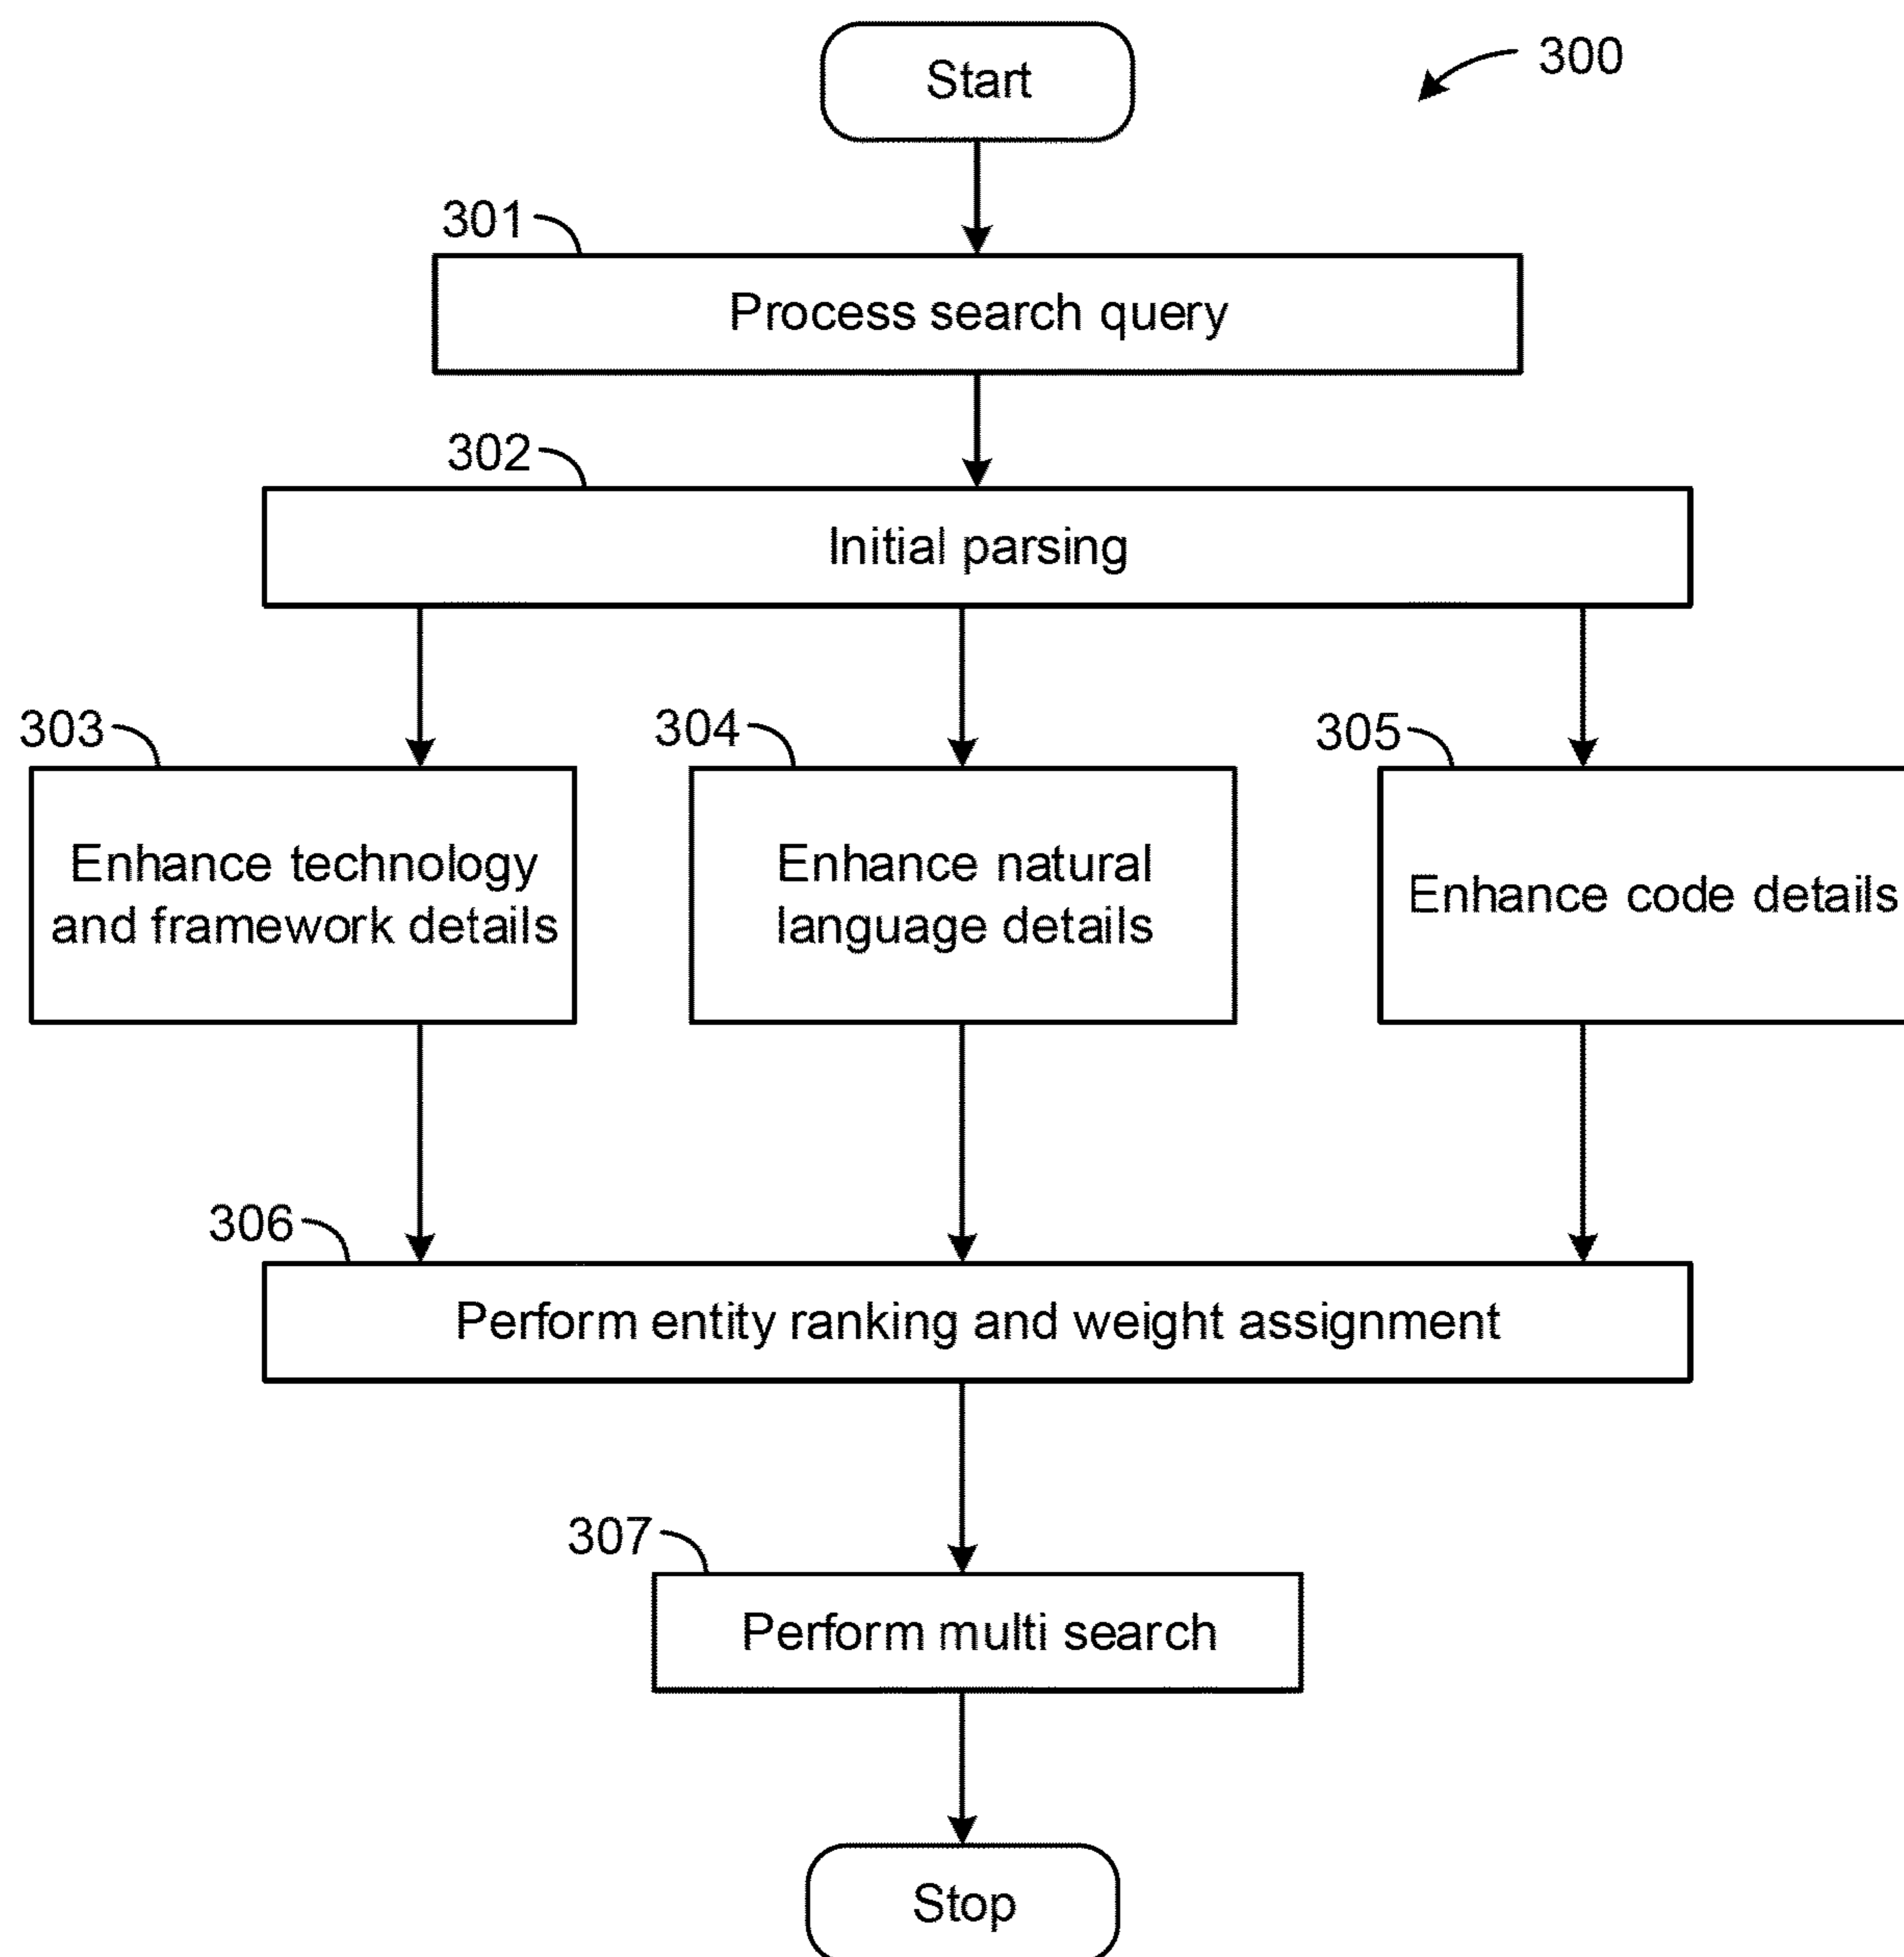 Start
300
301
Process search query
302
Initial parsing
303
304
305
Enhance technology
and framework details
Enhance natural
language details
Enhance code details
306
Perform entity ranking and weight assignment
307
Perform multi search
Stop